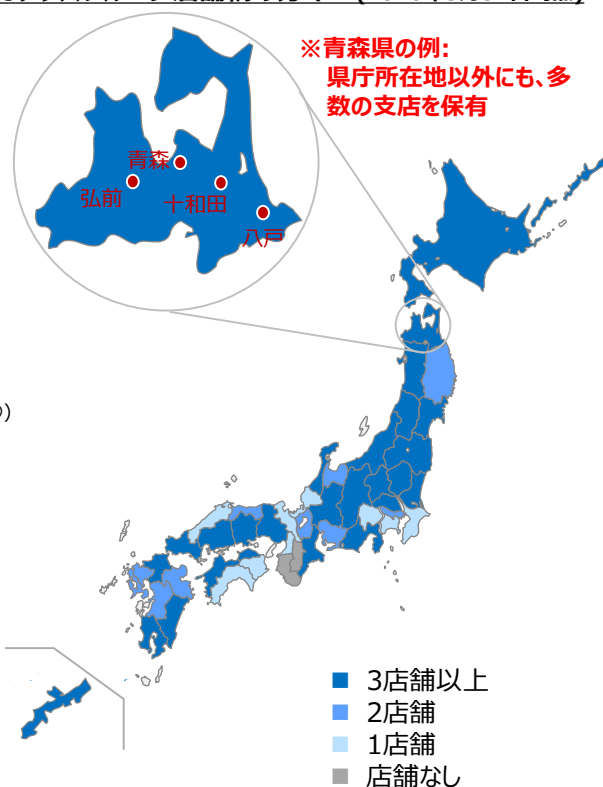 ※青森県の例:
県庁所在地以外にも、多
数の支店を保有
青森
弘前
十和田
八戸
3店舗以上
2店舗
1店舗
店舗なし